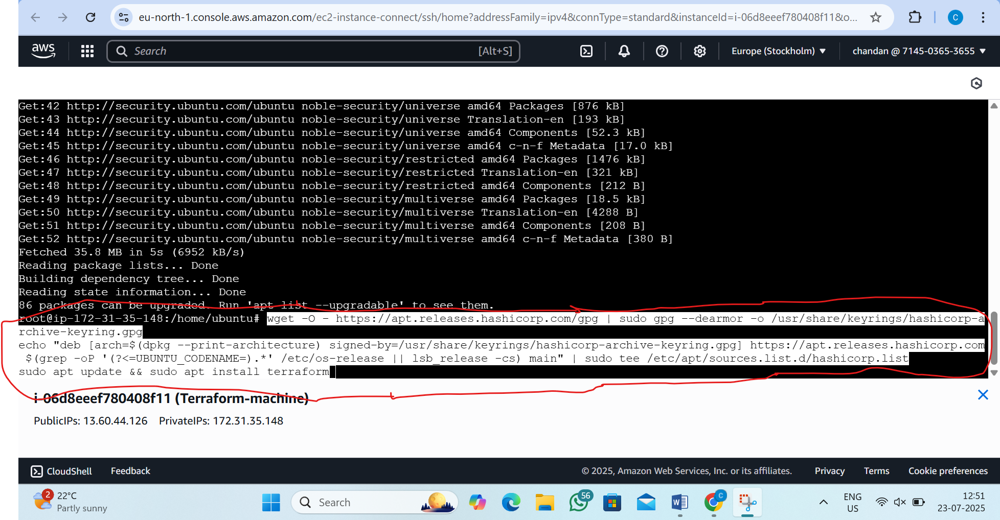 eu-north-1.console.aws.amazon.com/ec2-instance-connect/ssh/home?addressFamily=ipv4&connType=standard&instanceId=i-06d8eeef780408f11&o...
C
aws
Search
[Alt+S]
Europe (Stockholm)
chandan @ 7145-0365-3655
Get:42 http://security.ubuntu.com/ubuntu noble-security/universe amd64 Packages [876 kB]
Get:43 http://security.ubuntu.com/ubuntu noble-security/universe Translation-en [193 kB]
Get:44 http://security.ubuntu.com/ubuntu noble-security/universe amd64 Components [52.3 kB]
Get:45 http://security.ubuntu.com/ubuntu noble-security/universe amd64 c-n-f Metadata [17.0 kB]
Get:46 http://security.ubuntu.com/ubuntu noble-security/restricted amd64 Packages [1476 kB]
Get:47 http://security.ubuntu.com/ubuntu noble-security/restricted Translation-en [321 kB]
Get:48 http://security.ubuntu.com/ubuntu noble-security/restricted amd64 Components [212 B]
Get:49 http://security.ubuntu.com/ubuntu noble-security/multiverse amd64 Packages [18.5 kB]
Get:50 http://security.ubuntu.com/ubuntu noble-security/multiverse Translation-en [4288 B]
Get:51 http://security.ubuntu.com/ubuntu noble-security/multiverse amd64 Components [208 B]
Get:52 http://security.ubuntu.com/ubuntu noble-security/multiverse amd64 c-n-f Metadata [380 B]
Fetched 35.8 MB in 5s (6952 kB/s)
Reading package lists... Done
Building dependency tree... Done
Reading state information... Done
86 packages can be upgraded. Run 'apt list --upgradable' to see them.
root@ip-172-31-35-148:/home/ubuntu# wget -O - https://apt.releases.hashicorp.com/gpg | sudo gpg --dearmor -o /usr/share/keyrings/hashicorp-a
rchive-keyring.gpg
echo "deb [arch=$(dpkg --print-architecture) signed-by=/usr/share/keyrings/hashicorp-archive-keyring.gpg] https://apt.releases.hashicorp.com
$(grep -oP '(?<=UBUNTU_CODENAME=).*' /etc/os-release || lsb_release -cs) main" | sudo tee /etc/apt/sources.list.d/hashicorp.list
sudo apt update && sudo apt install terraform
i-06d8eeef780408f11 (Terraform-machine)
PublicIPs: 13.60.44.126 PrivateIPs: 172.31.35.148
CloudShell
Feedback
© 2025, Amazon Web Services, Inc. or its affiliates.
Privacy
Terms
Cookie preferences
2
22°C
Partly sunny
Search
56
W
C
ENG
US
12:51
23-07-2025